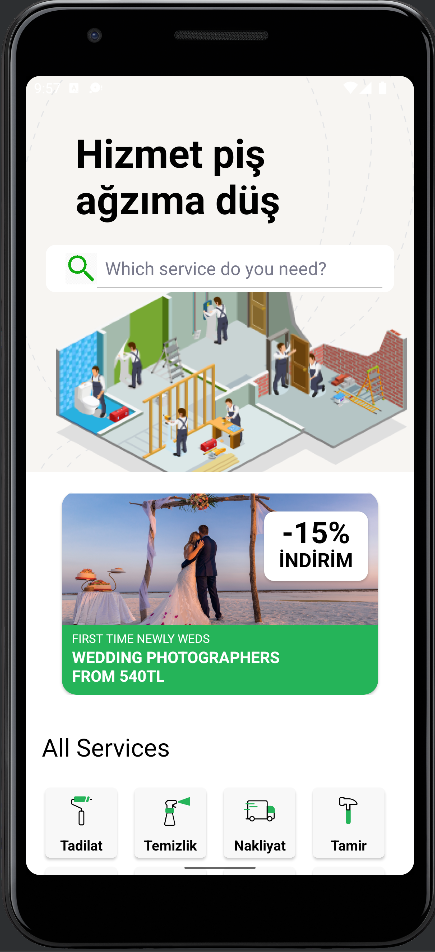 9:57
Hizmet piş
ağzıma düş
Which service do you need?
-15%
İNDİRİM
FIRST TIME NEWLY WEDS
WEDDING PHOTOGRAPHERS
FROM 540TL
All Services
Tadilat Temizlik Nakliyat Tamir